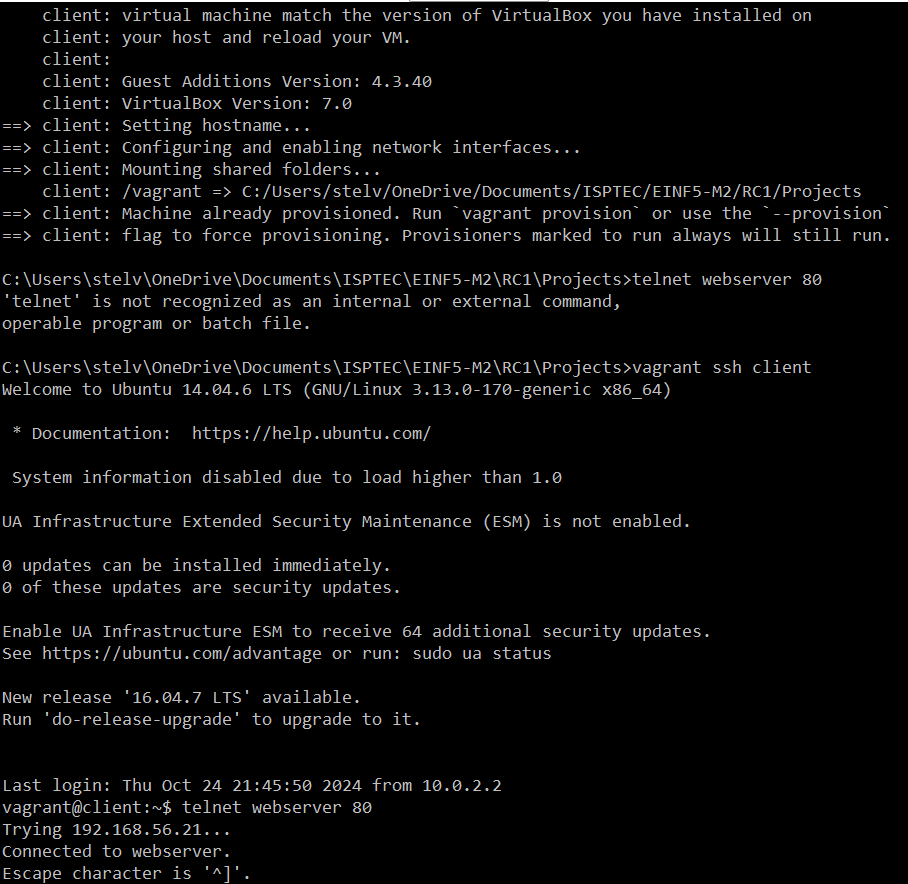 client: virtual machine match the version of VirtualBox you have installed on
client: your host and reload your VM.
client:
client: Guest Additions Version: 4.3.40
client: VirtualBox Version: 7.0
==> client: Setting hostname...
==> client: Configuring and enabling network interfaces...
==> client: Mounting shared folders...
client: /vagrant => C:/Users/stelv/OneDrive/Documents/ISPTEC/EINF5-M2/RC1/Projects
==> client: Machine already provisioned. Run `vagrant provision` or use the `--provision`
==> client: flag to force provisioning. Provisioners marked to run always will still run.
C:\Users\stelv\OneDrive\Documents\ISPTEC\EINF5-M2\RC1\Projects>telnet webserver 80
'telnet' is not recognized as an internal or external command,
operable program or batch file.
C:\Users\stelv\OneDrive\Documents\ISPTEC\EINF5-M2\RC1\Projects>vagrant ssh client
Welcome to Ubuntu 14.04.6 LTS (GNU/Linux 3.13.0-170-generic x86_64)
* Documentation:  https://help.ubuntu.com/
System information disabled due to load higher than 1.0
UA Infrastructure Extended Security Maintenance (ESM) is not enabled.
0 updates can be installed immediately.
0 of these updates are security updates.
Enable UA Infrastructure ESM to receive 64 additional security updates.
See https://ubuntu.com/advantage or run: sudo ua status
New release '16.04.7 LTS' available.
Run 'do-release-upgrade' to upgrade to it.
Last login: Thu Oct 24 21:45:50 2024 from 10.0.2.2
vagrant@client:~$ telnet webserver 80
Trying 192.168.56.21...
Connected to webserver.
Escape character is '^]'.